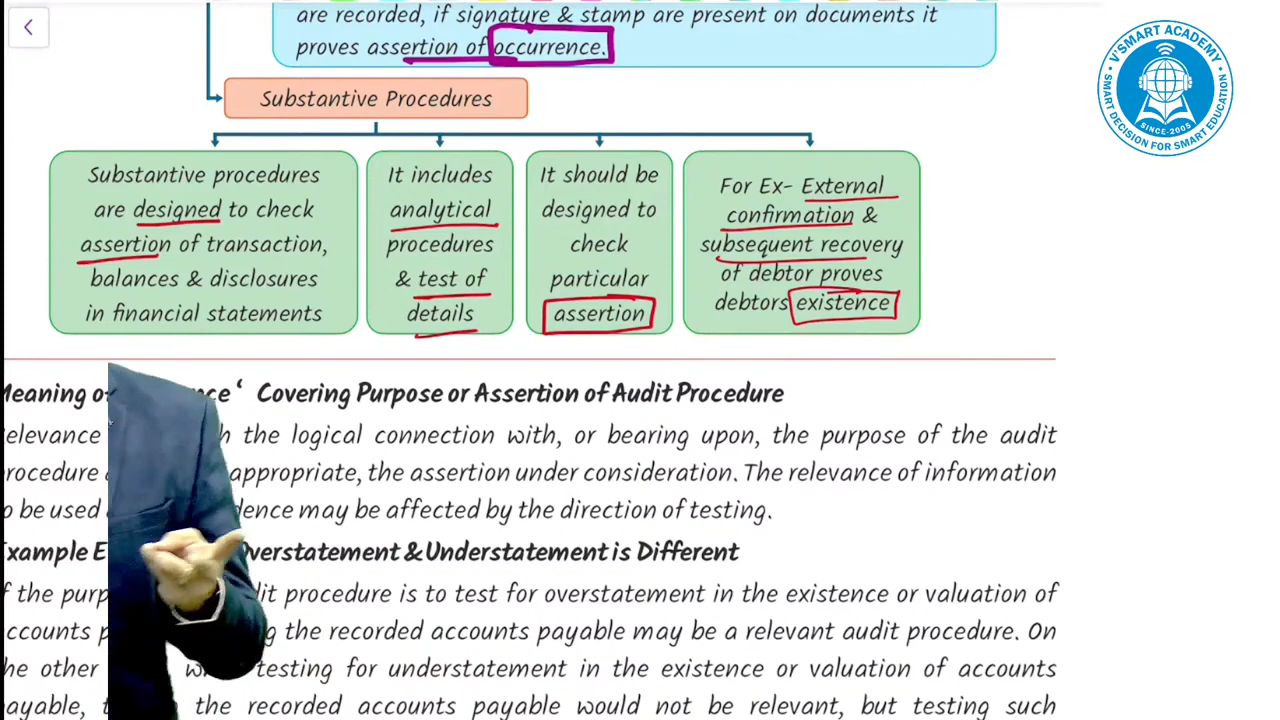 are recorded, if signature & stamp are present on documents it
proves assertion of occurrence.
Substantive Procedures
Substantive procedures
are designed to check
assertion of transaction,
balances & disclosures
in financial statements
It includes
analytical
procedures
& test of
details
It should be
designed to
check
particular
assertion
For Ex- External
confirmation &
subsequent recovery
of debtor proves
debtors existence
V'SMART ACADEMY
SINCE-2005
SMART DECISION FOR SMART EDUCATION
Meaning of ‘ Covering Purpose or Assertion of Audit Procedure
the logical connection with, or bearing upon, the purpose of the audit
appropriate, the assertion under consideration. The relevance of information
be used may be affected by the direction of testing.
Example Overstatement & Understatement is Different
the procedure is to test for overstatement in the existence or valuation of
the recorded accounts payable may be a relevant audit procedure. On
other testing for understatement in the existence or valuation of accounts
the recorded accounts payable would not be relevant, but testing such